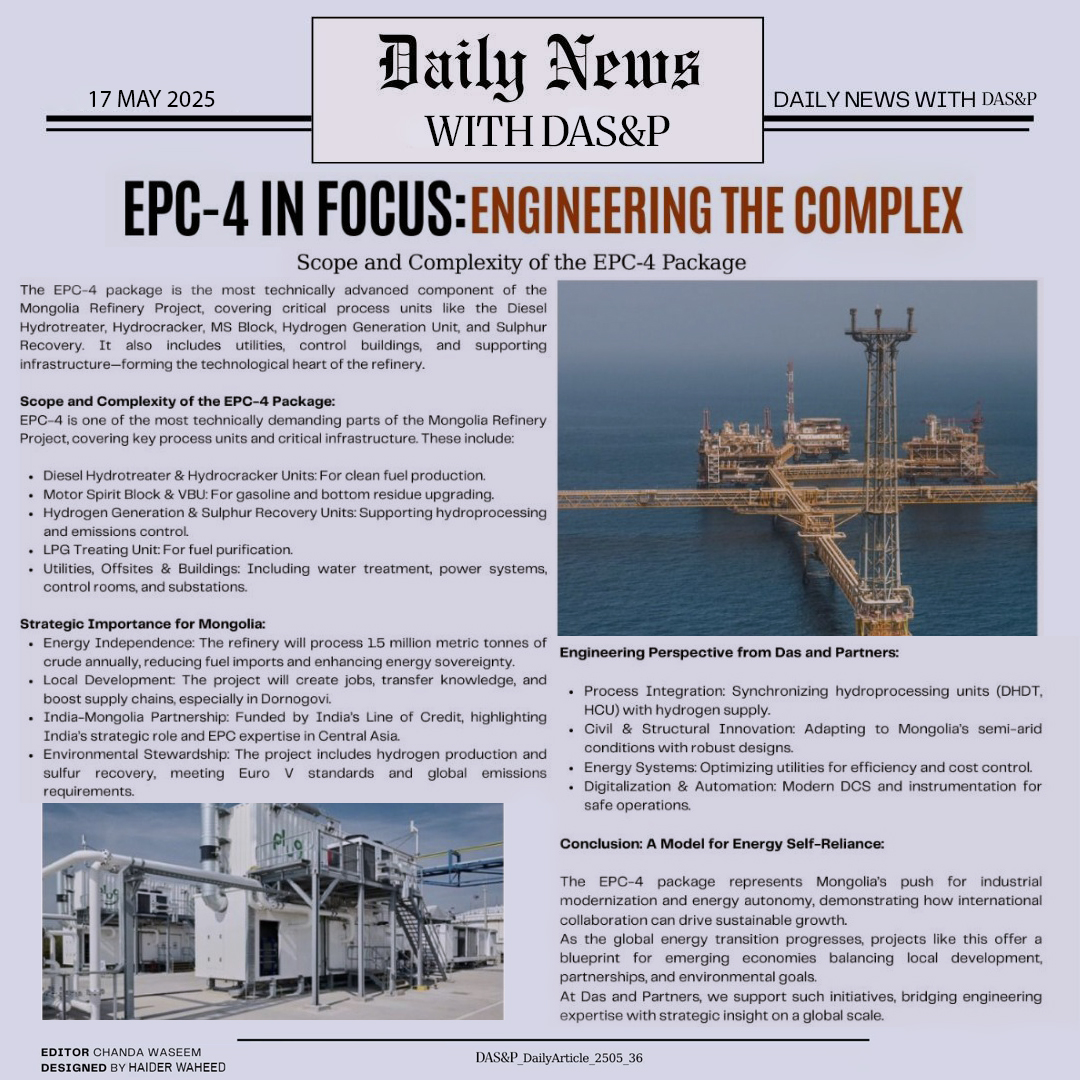 Daily News
WITH DAS&P
17 MAY 2025
DAILY NEWS WITH DAS&P
EPC-4 IN FOCUS: ENGINEERING THE COMPLEX
Scope and Complexity of the EPC-4 Package
The EPC-4 package is the most technically advanced component of the
Mongolia Refinery Project, covering critical process units like the Diesel
Hydrotreater, Hydrocracker, MS Block, Hydrogen Generation Unit, and Sulphur
Recovery. It also includes utilities, control buildings, and supporting
infrastructure—forming the technological heart of the refinery.
Scope and Complexity of the EPC-4 Package:
EPC-4 is one of the most technically demanding parts of the Mongolia Refinery
Project, covering key process units and critical infrastructure. These include:
• Diesel Hydrotreater & Hydrocracker Units: For clean fuel production.
• Motor Spirit Block & VBU: For gasoline and bottom residue upgrading.
• Hydrogen Generation & Sulphur Recovery Units: Supporting hydroprocessing
and emissions control.
• LPG Treating Unit: For fuel purification.
• Utilities, Offsites & Buildings: Including water treatment, power systems,
control rooms, and substations.
Strategic Importance for Mongolia:
• Energy Independence: The refinery will process 1.5 million metric tonnes of
crude annually, reducing fuel imports and enhancing energy sovereignty.
• Local Development: The project will create jobs, transfer knowledge, and
boost supply chains, especially in Dornogovi.
• India-Mongolia Partnership: Funded by India's Line of Credit, highlighting
India's strategic role and EPC expertise in Central Asia.
• Environmental Stewardship: The project includes hydrogen production and
sulfur recovery, meeting Euro V standards and global emissions
requirements.
Engineering Perspective from Das and Partners:
• Process Integration: Synchronizing hydroprocessing units (DHDT,
HCU) with hydrogen supply.
• Civil & Structural Innovation: Adapting to Mongolia's semi-arid
conditions with robust designs.
• Energy Systems: Optimizing utilities for efficiency and cost control.
• Digitalization & Automation: Modern DCS and instrumentation for
safe operations.
Conclusion: A Model for Energy Self-Reliance:
The EPC-4 package represents Mongolia's push for industrial
modernization and energy autonomy, demonstrating how international
collaboration can drive sustainable growth.
As the global energy transition progresses, projects like this offer a
blueprint for emerging economies balancing local development,
partnerships, and environmental goals.
At Das and Partners, we support such initiatives, bridging engineering
expertise with strategic insight on a global scale.
EDITOR CHANDA WASEEM
DESIGNED BY HAIDER WAHEED
DAS&P_DailyArticle_2505_36